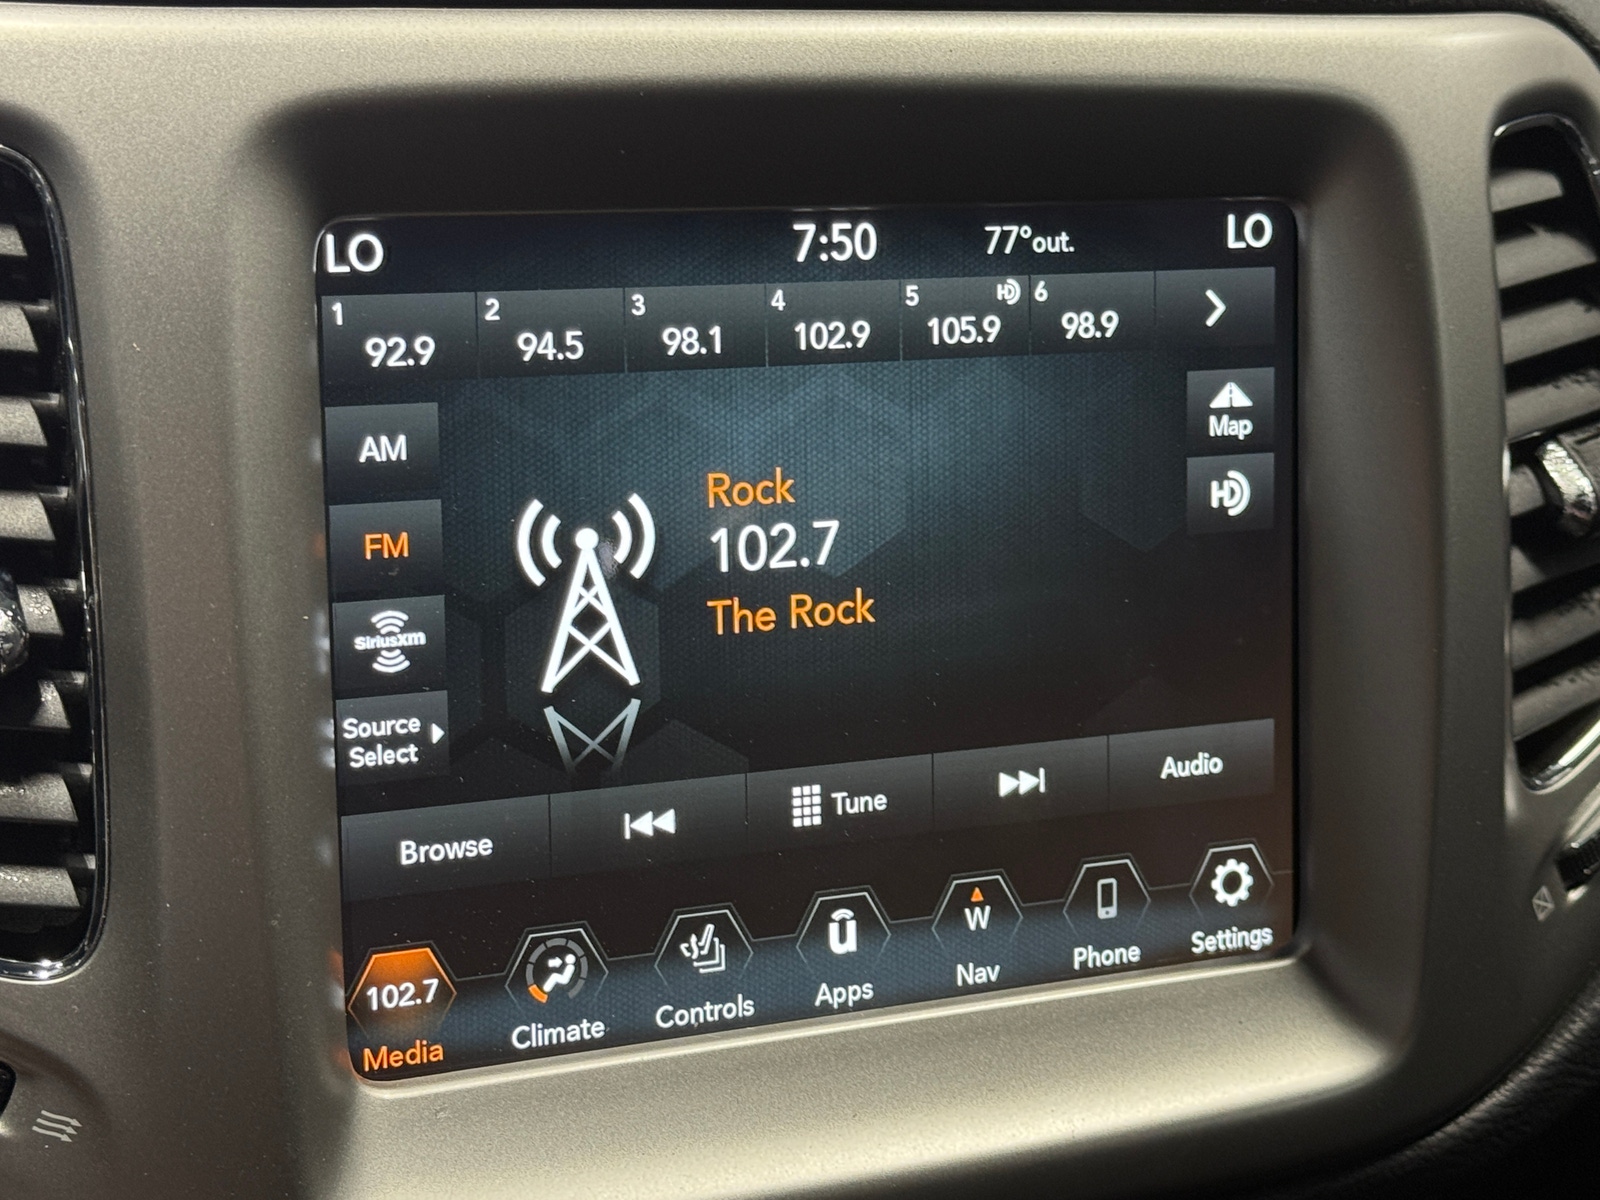 LO 7:50 77°out. LO
1 2 3 4 5 HD 6
92.9 94.5 98.1 102.9 105.9 98.9
AM
FM
SiriusXM
Source
Select
Map
HD
Rock
102.7
The Rock
Browse Tune Audio
102.7 u W
Media Climate Controls Apps Nav Phone Settings